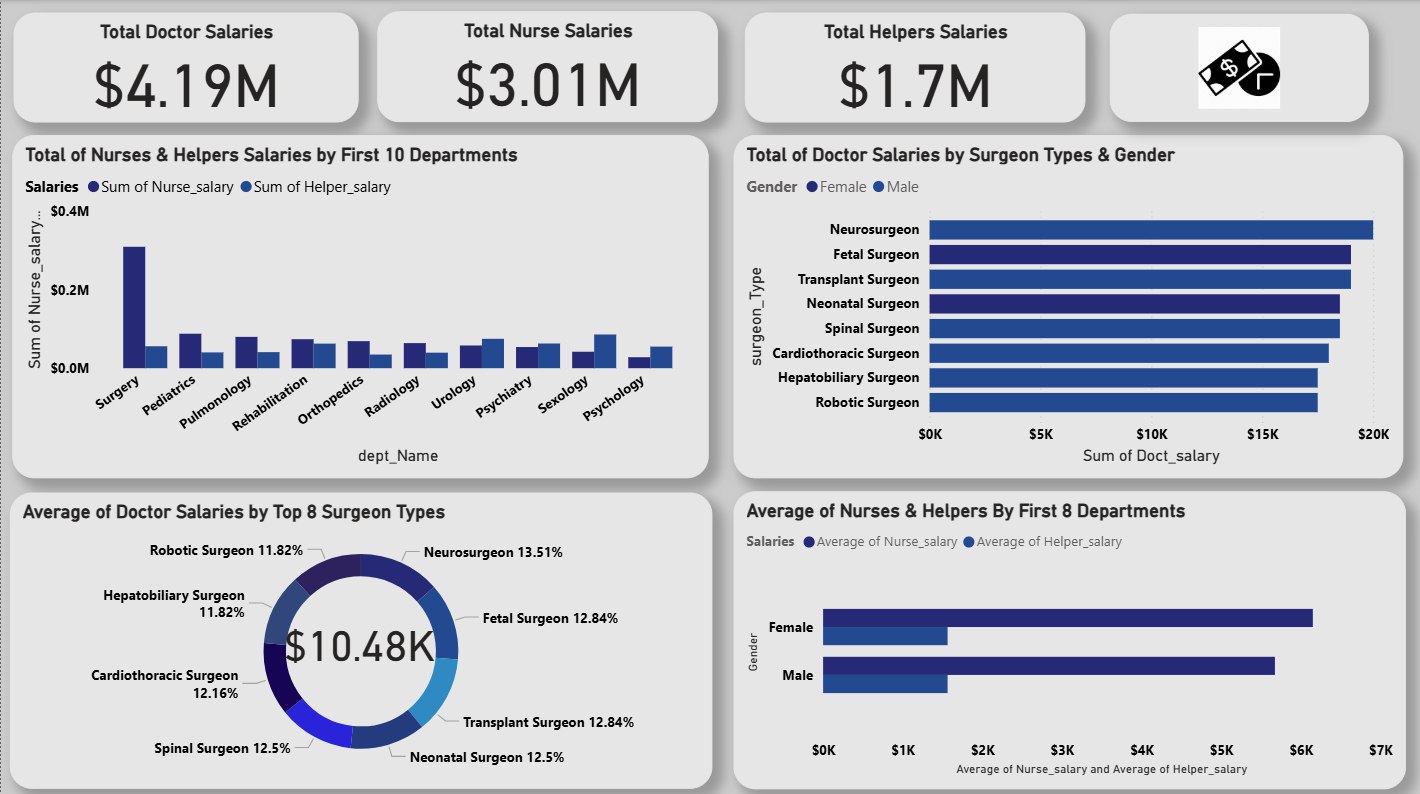 Total Doctor Salaries
$4.19M
Total Nurse Salaries
$3.01M
Total Helpers Salaries
$1.7M
$
Total of Nurses & Helpers Salaries by First 10 Departments
Salaries Sum of Nurse_salary Sum of Helper_salary
Sum of Nurse_salary...
$0.4M
$0.2M
$0.0M
Surgery
Pediatrics
Pulmonology
Rehabilitation
Orthopedics
Radiology
Urology
Psychiatry
Sexology
Psychology
dept_Name
Total of Doctor Salaries by Surgeon Types & Gender
Gender Female Male
surgeon_Type
Neurosurgeon
Fetal Surgeon
Transplant Surgeon
Neonatal Surgeon
Spinal Surgeon
Cardiothoracic Surgeon
Hepatobiliary Surgeon
Robotic Surgeon
$0K $5K $10K $15K $20K
Sum of Doct_salary
Average of Doctor Salaries by Top 8 Surgeon Types
Robotic Surgeon 11.82%
Neurosurgeon 13.51%
Hepatobiliary Surgeon
11.82%
Fetal Surgeon 12.84%
$10.48K
Cardiothoracic Surgeon
12.16%
Transplant Surgeon 12.84%
Spinal Surgeon 12.5%
Neonatal Surgeon 12.5%
Average of Nurses & Helpers By First 8 Departments
Salaries Average of Nurse_salary Average of Helper_salary
Gender
Female
Male
$0K $1K $2K $3K $4K $5K $6K $7K
Average of Nurse_salary and Average of Helper_salary